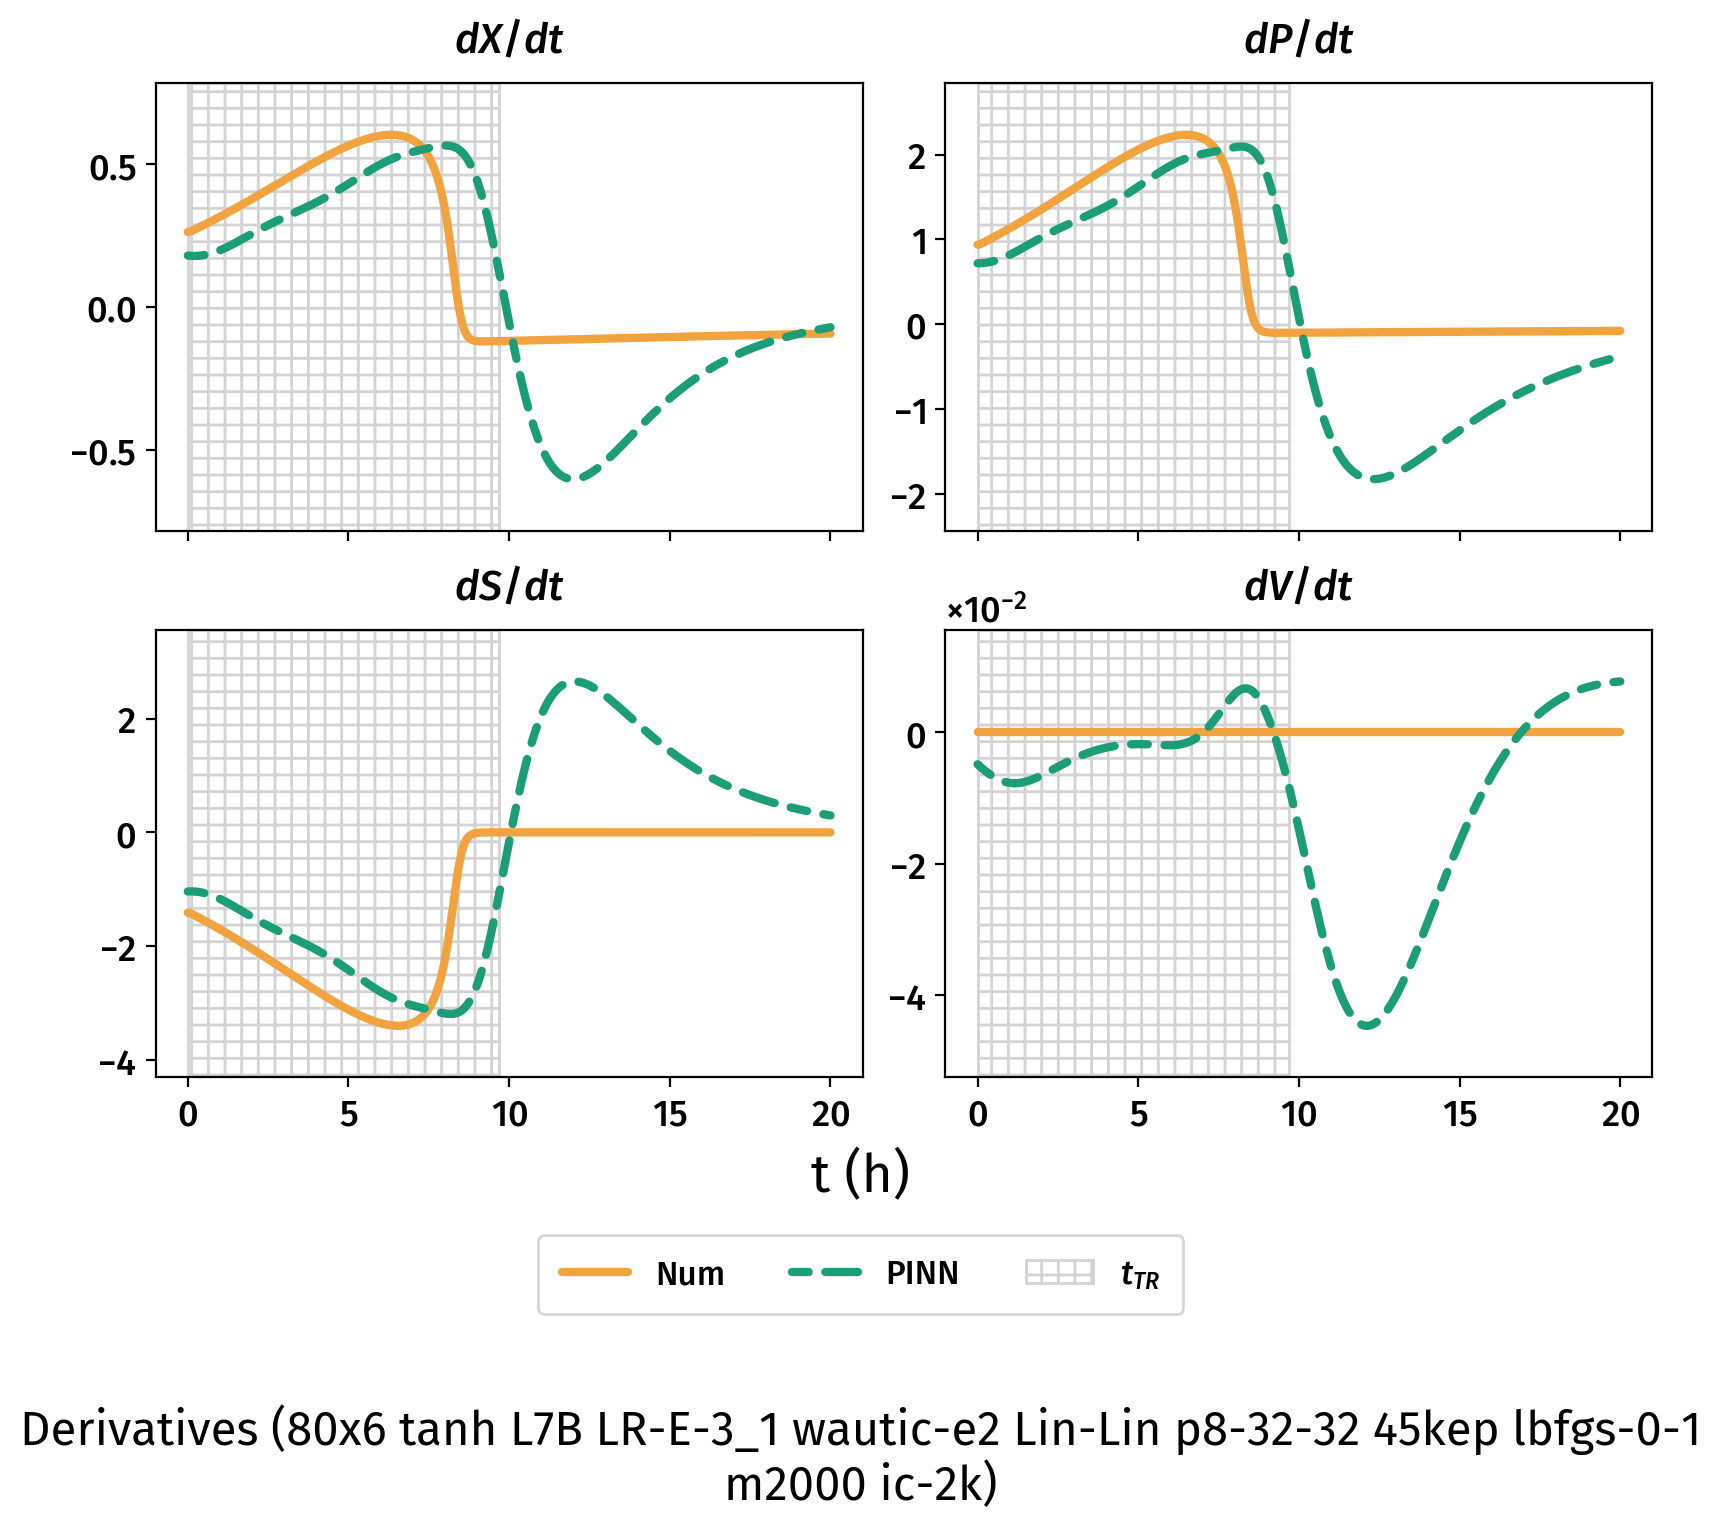 dX/dt
dP/dt
0.5
0.0
−0.5
2
1
0
−1
−2
dS/dt
dV/dt
×10⁻²
2
0
−2
−4
0
−2
−4
0 5 10 15 20
0 5 10 15 20
t (h)
Num PINN t_TR
Derivatives (80x6 tanh L7B LR-E-3_1 wautic-e2 Lin-Lin p8-32-32 45kep lbfgs-0-1
m2000 ic-2k)